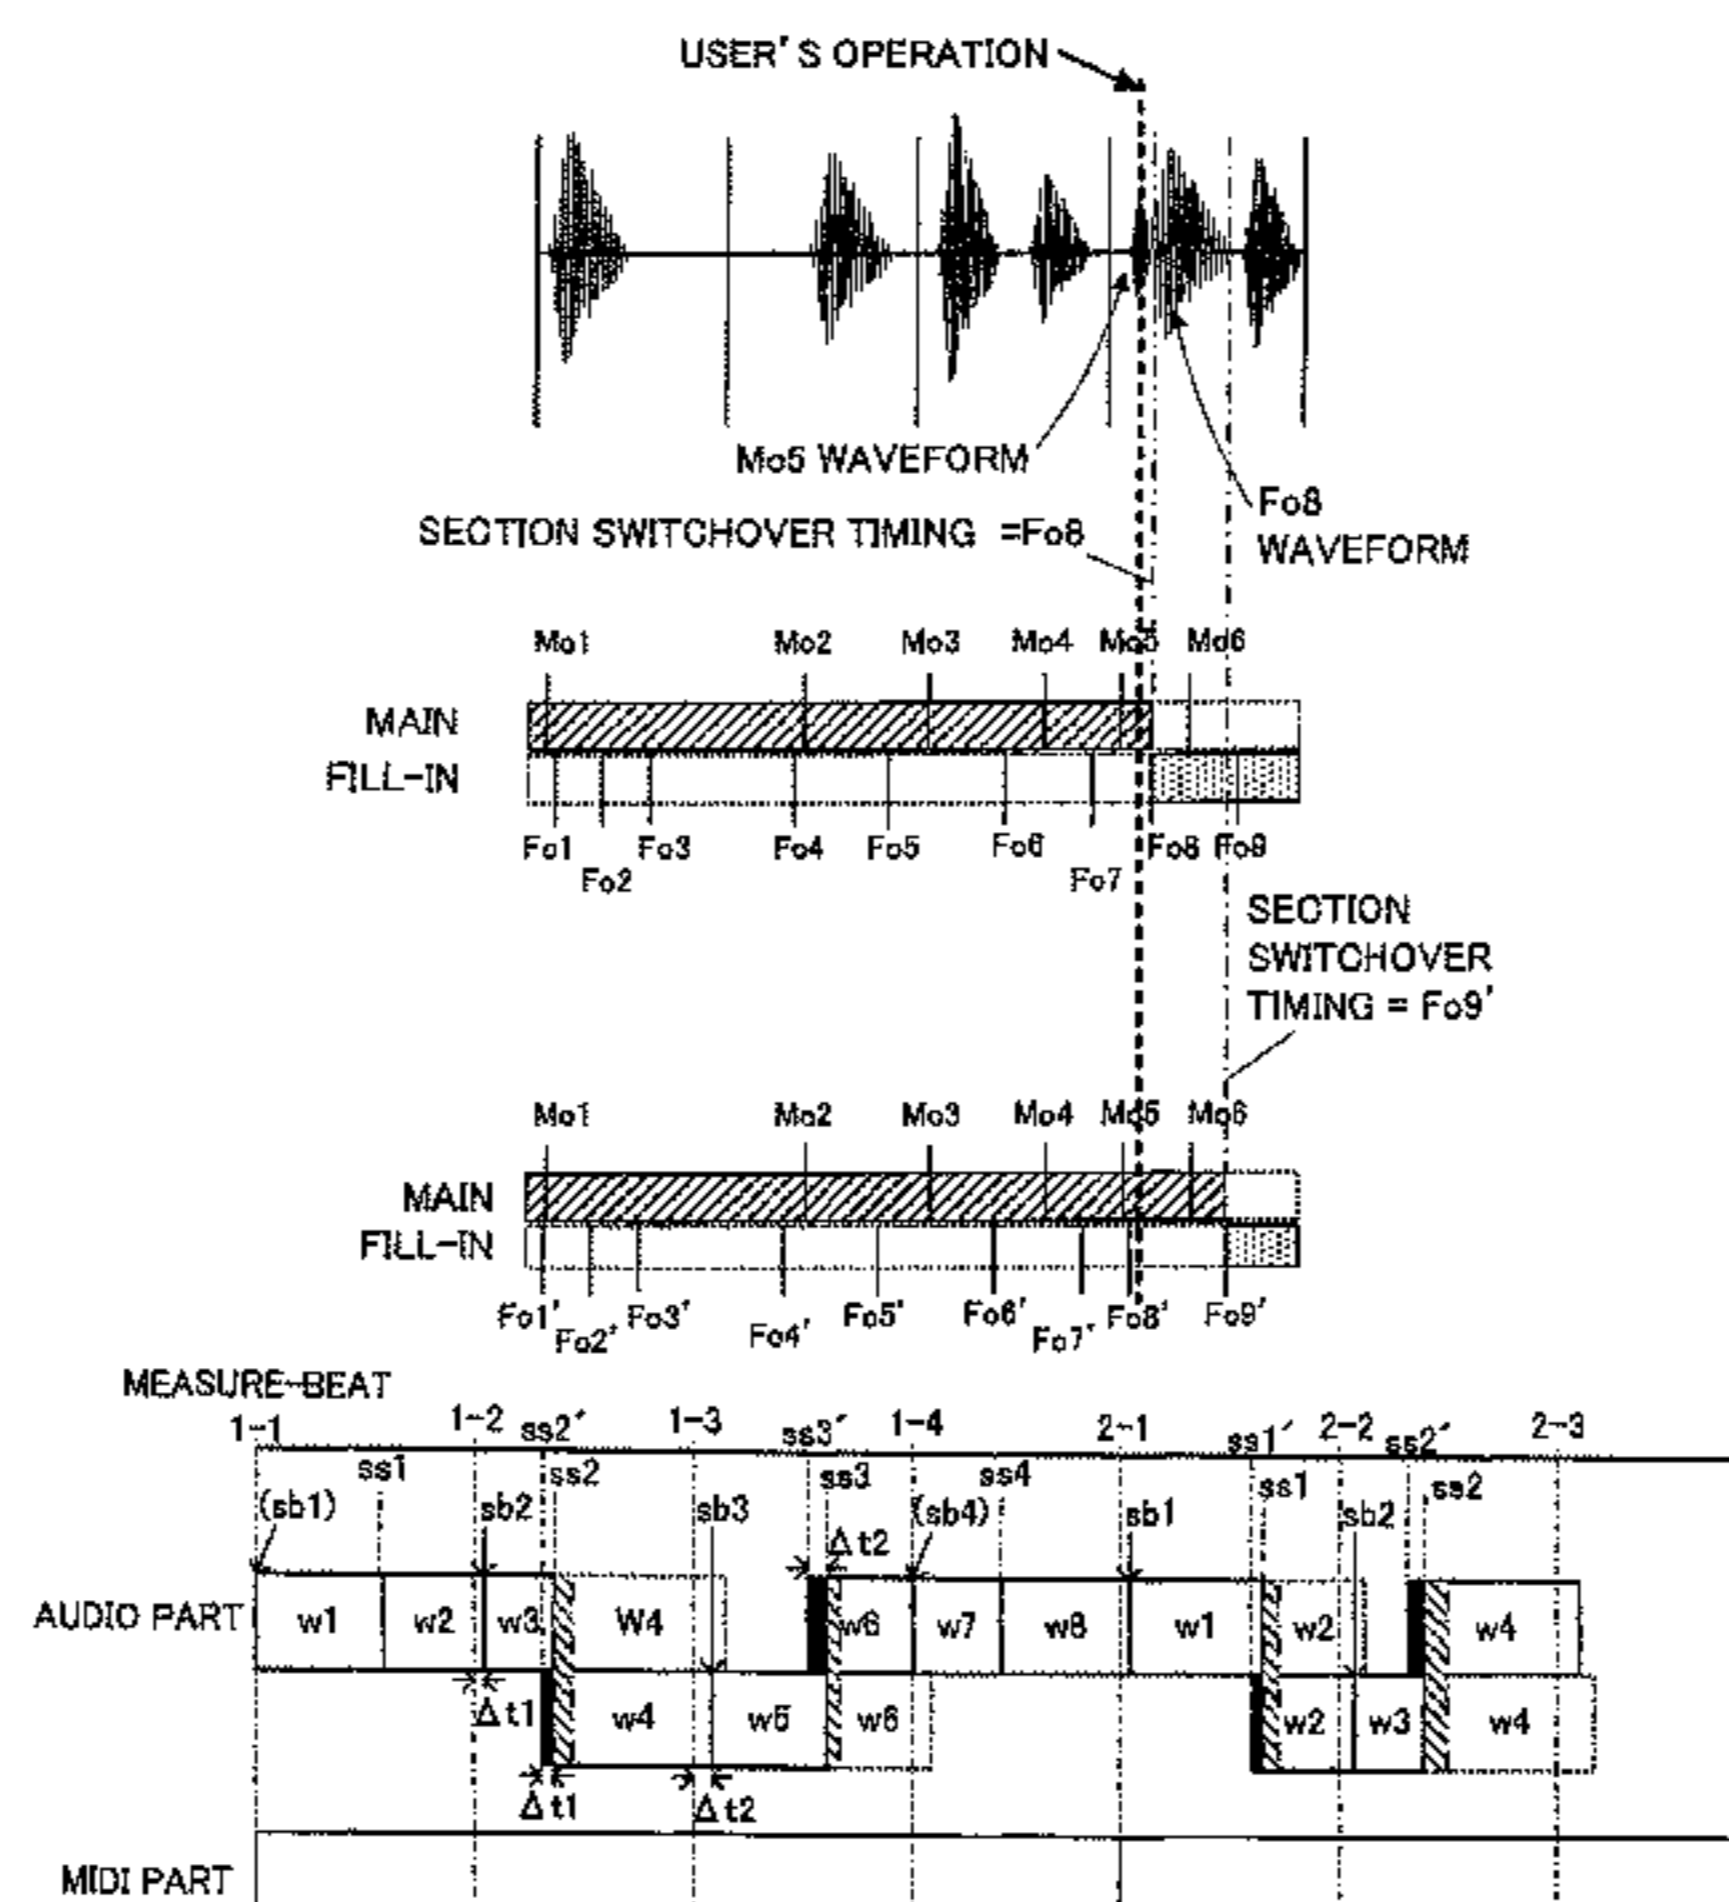 USER'S OPERATION
Mo5 WAVEFORM
Fo8
WAVEFORM
SECTION SWITCHOVER TIMING =Fo8
Mo1 Mo2 Mo3 Mo4 Mo5 Mo6
MAIN
FILL-IN
Fo1 Fo3 Fo4 Fo5 Fo6 Fo8 Fo9
Fo2 Fo7
SECTION
SWITCHOVER
TIMING = Fo9'
Mo1 Mo2 Mo3 Mo4 Mo5 Mo6
MAIN
FILL-IN
Fo1' Fo3' Fo5' Fo6' Fo8' Fo9'
Fo2' Fo4' Fo7'
MEASURE-BEAT
1-1 1-2 ss2' 1-3 ss3' 1-4 2-1 ss1' 2-2 ss2' 2-3
ss1 ss2 ss3 ss4 ss1 ss2
(sb1) sb2 sb3 (sb4) sb1 sb2
Δt2
AUDIO PART w1 w2 w3 W4 w6 w7 w8 w1 w2 w4
Δt1 w4 w5 w6 w2 w3 w4
Δt1 Δt2
MIDI PART